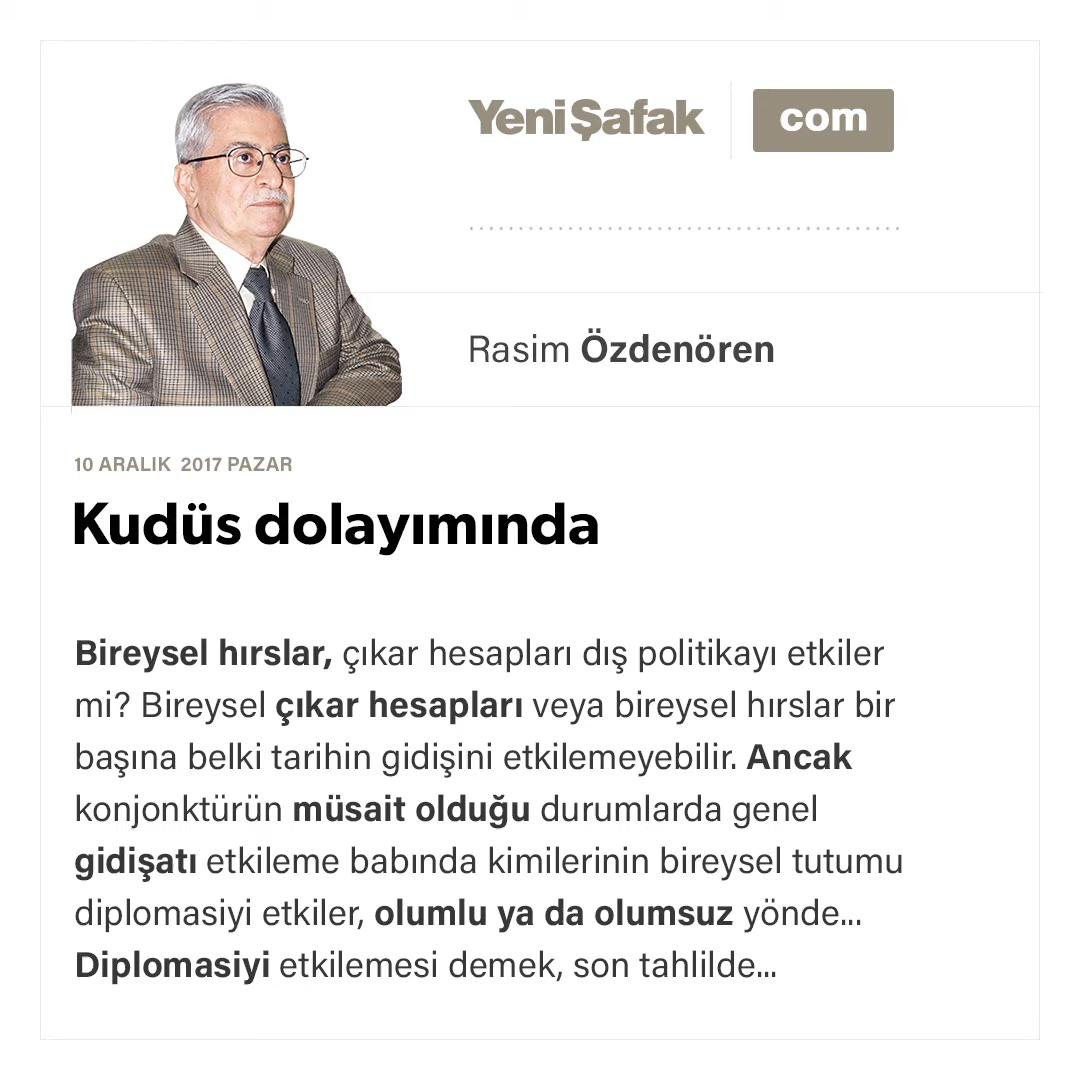 YeniŞafak com
Rasim Özdenören
10 ARALIK 2017 PAZAR
Kudüs dolayımında
Bireysel hırslar, çıkar hesapları dış politikayı etkiler
mi? Bireysel çıkar hesapları veya bireysel hırslar bir
başına belki tarihin gidişini etkilemeyebilir. Ancak
konjonktürün müsait olduğu durumlarda genel
gidişatı etkileme babında kimilerinin bireysel tutumu
diplomasiyi etkiler, olumlu ya da olumsuz yönde...
Diplomasiyi etkilemesi demek, son tahlilde...